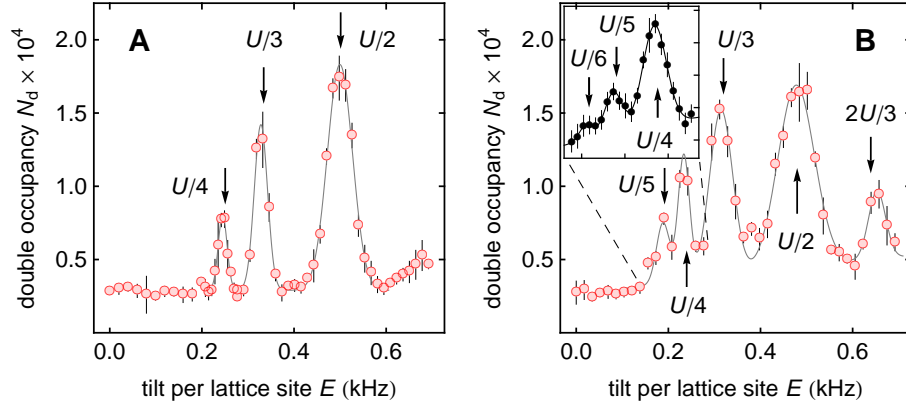 A
U/4
U/3
U/2
double occupancy N_d × 10^4
2.0
1.5
1.0
0.5
0.0
0.2
0.4
0.6
tilt per lattice site E (kHz)
B
U/6
U/5
U/4
U/3
2U/3
U/5
U/4
U/2
double occupancy N_d × 10^4
2.0
1.5
1.0
0.5
0.0
0.2
0.4
0.6
tilt per lattice site E (kHz)